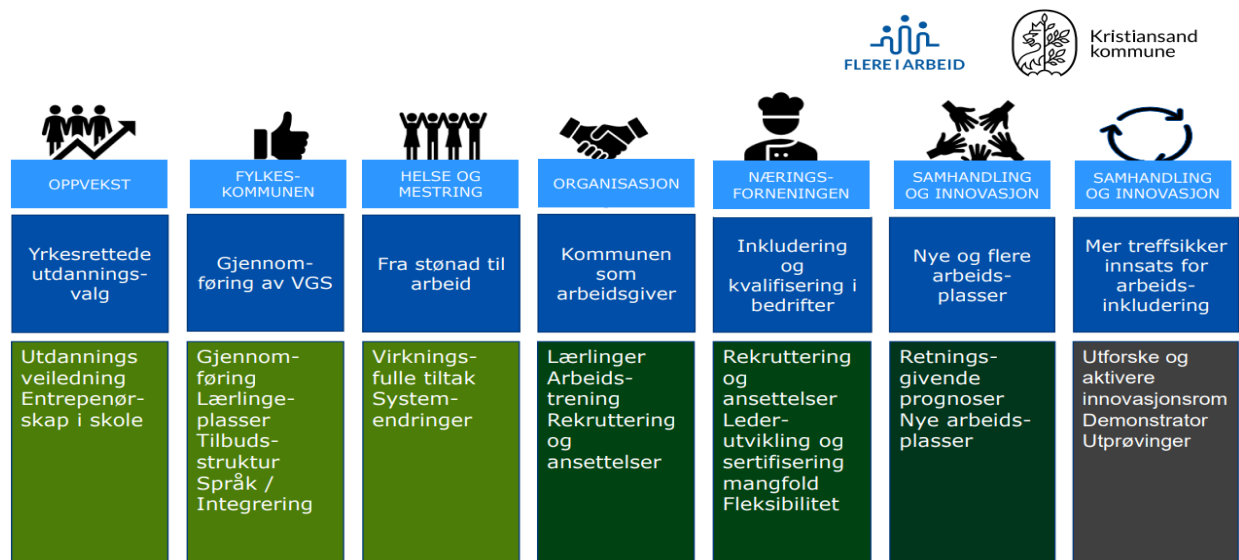 FLERE I ARBEID
Kristiansand
kommune
OPPVEKST
Yrkesrettede
utdannings-
valg
Utdannings
veiledning
Entrepenør-
skap i skole
FYLKES-
KOMMUNEN
Gjennom-
føring av VGS
Gjennom-
føring
Lærlinge-
plasser
Tilbuds-
struktur
Språk /
Integrering
HELSE OG
MESTRING
Fra stønad til
arbeid
Virknings-
fulle tiltak
System-
endringer
ORGANISASJON
Kommunen
som
arbeidsgiver
Lærlinger
Arbeids-
trening
Rekruttering
og
ansettelser
NÆRINGS-
FORNENINGEN
Inkludering
og
kvalifisering i
bedrifter
Rekruttering
og
ansettelser
Leder-
utvikling og
sertifisering
mangfold
Fleksibilitet
SAMHANDLING
OG INNOVASJON
Nye og flere
arbeids-
plasser
Retnings-
givende
prognoser
Nye arbeids-
plasser
SAMHANDLING
OG INNOVASJON
Mer treffsikker
innsats for
arbeids-
inkludering
Utforske og
aktivere
innovasjonsrom
Demonstrator
Utprøvinger